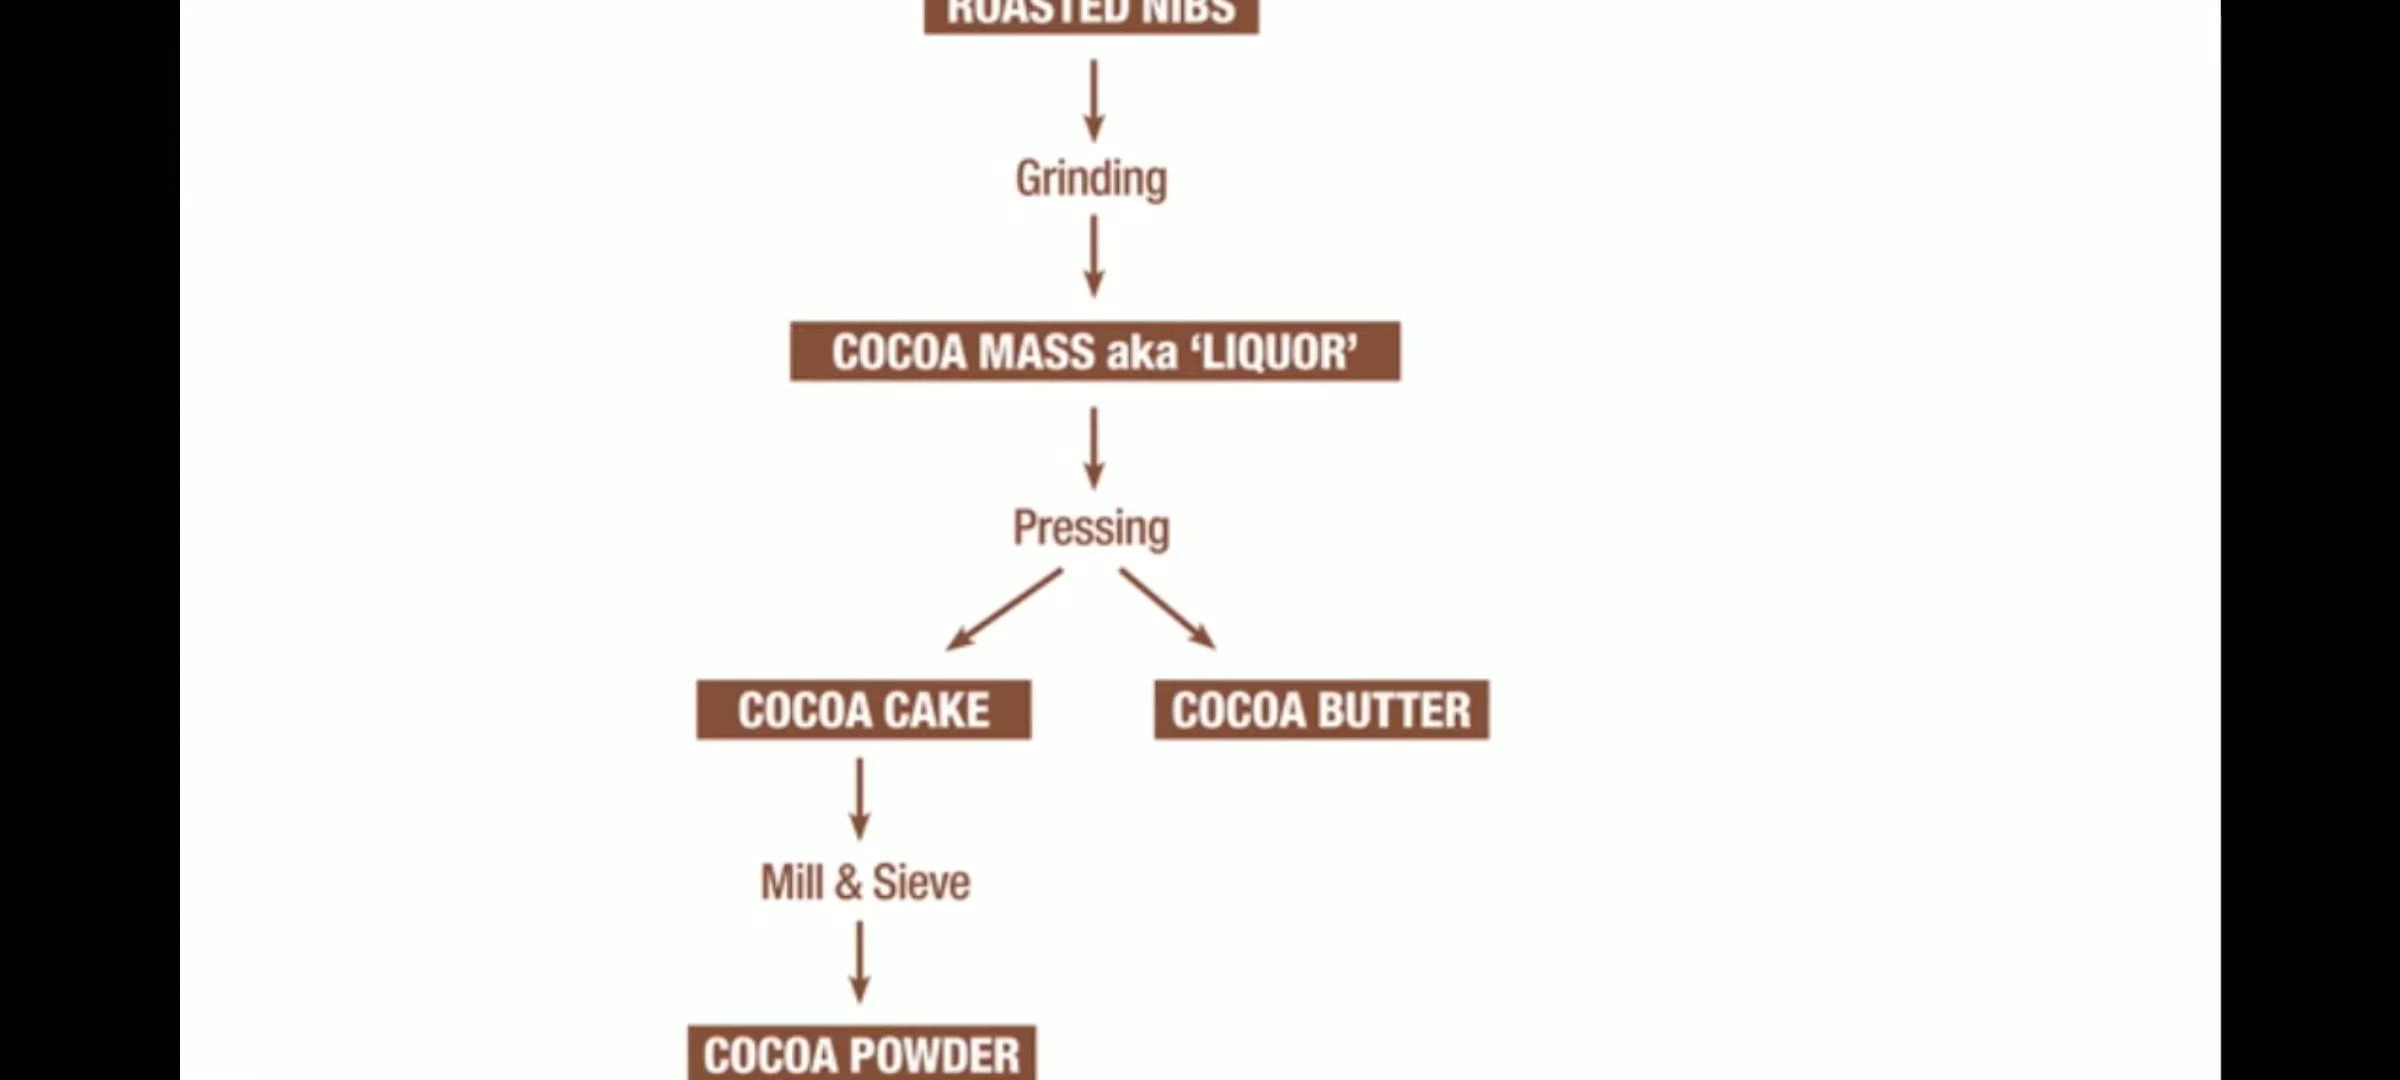 ROASTED NIBS
Grinding
COCOA MASS aka ‘LIQUOR’
Pressing
COCOA CAKE
COCOA BUTTER
Mill & Sieve
COCOA POWDER